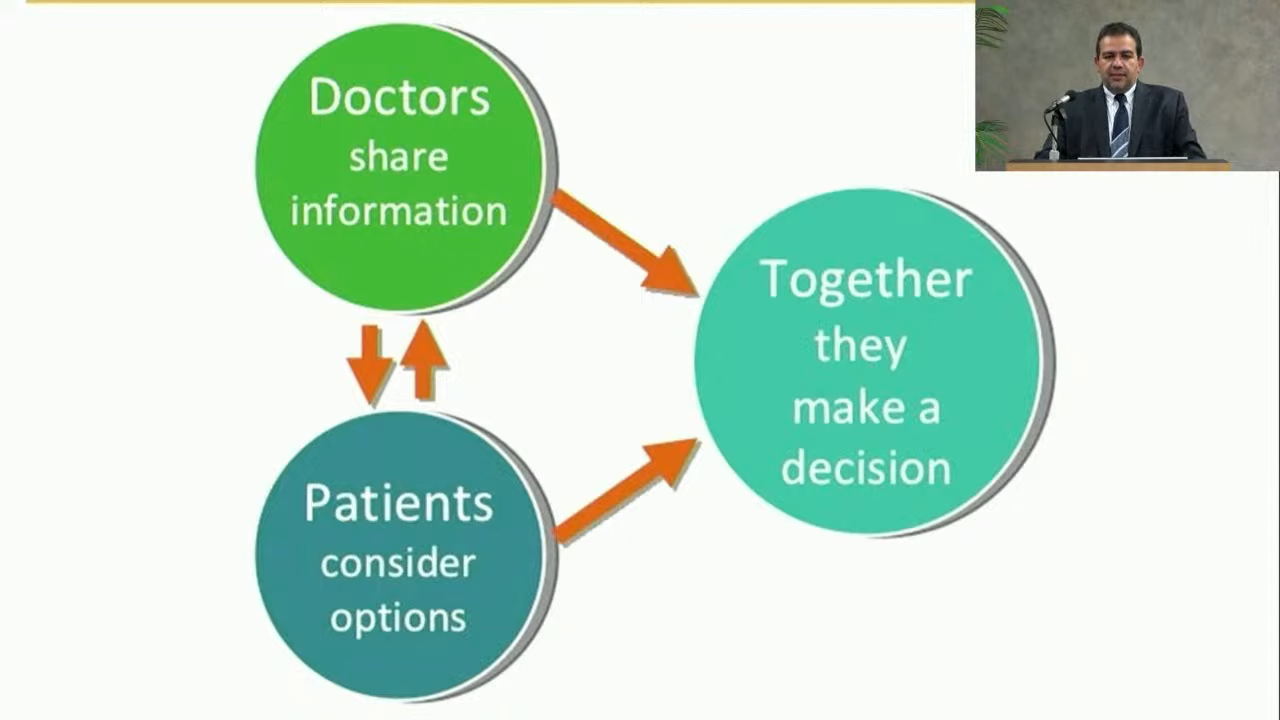 Doctors
share
information
Patients
consider
options
Together
they
make a
decision